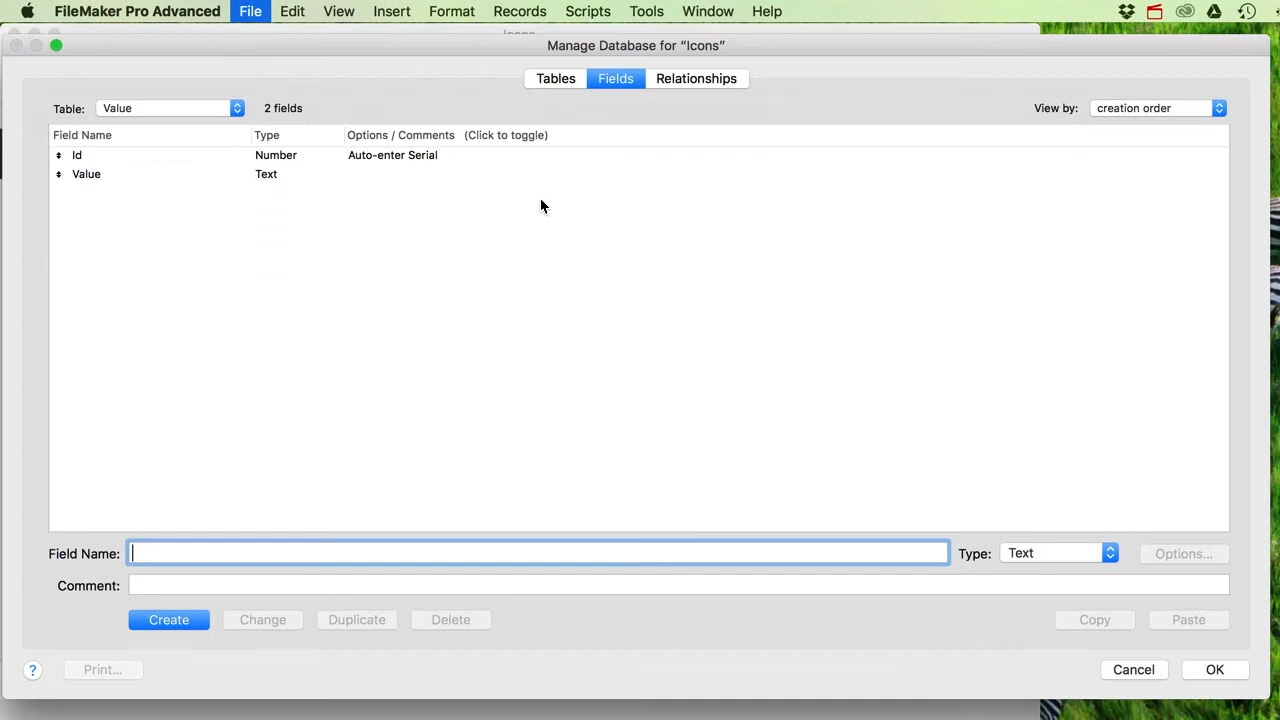 FileMaker Pro Advanced File Edit View Insert Format Records Scripts Tools Window Help
Manage Database for “Icons”
Tables Fields Relationships
Table: Value 2 fields View by: creation order
Field Name Type Options / Comments (Click to toggle)
Id Number Auto-enter Serial
Value Text
Field Name: Type: Text Options...
Comment:
Create Change Duplicate Delete Copy Paste
? Print... Cancel OK